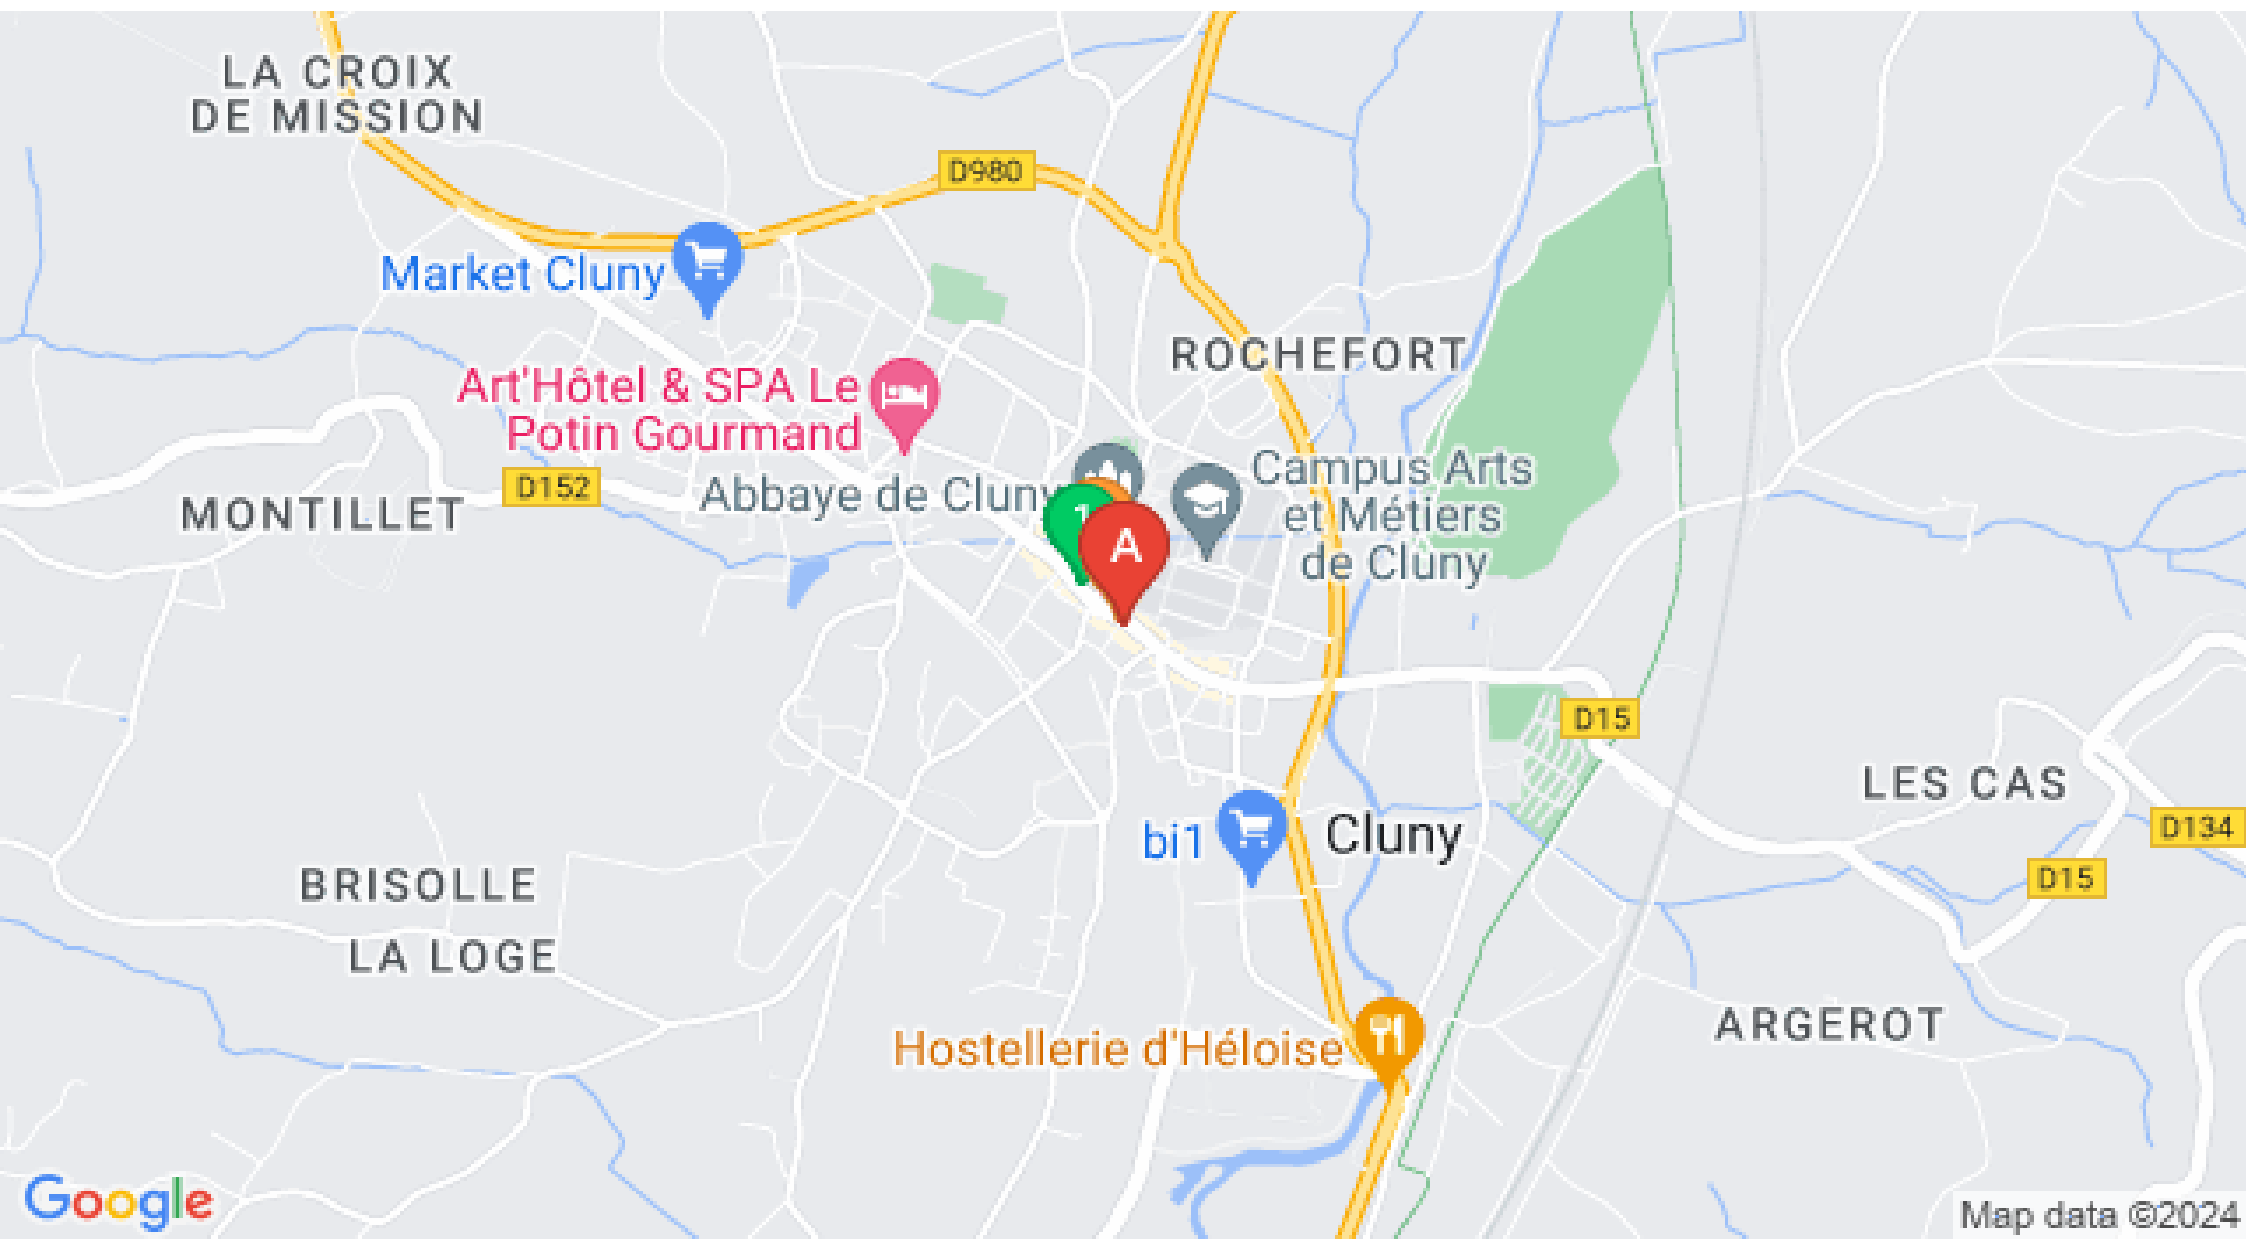 LA CROIX
DE MISSION
D980
Market Cluny
ROCHEFORT
Art'Hôtel & SPA Le
Potin Gourmand
D152
MONTILLET
Abbaye de Cluny
1
A
Campus Arts
et Métiers
de Cluny
D15
LES CAS
D134
bi1
Cluny
D15
BRISOLLE
LA LOGE
ARGEROT
Hostellerie d'Héloise
Google
Map data ©2024